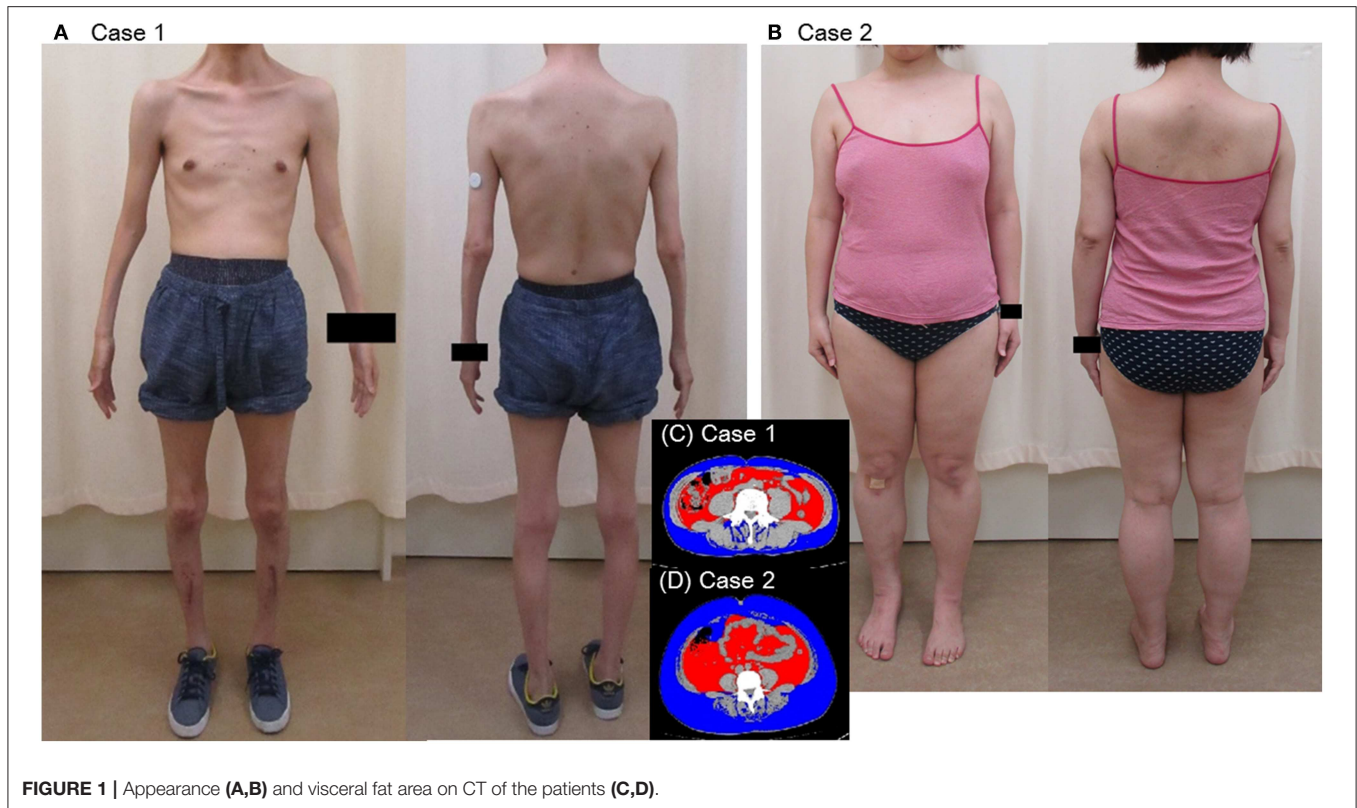 A Case 1
B Case 2
(C) Case 1
(D) Case 2
FIGURE 1 | Appearance (A,B) and visceral fat area on CT of the patients (C,D).